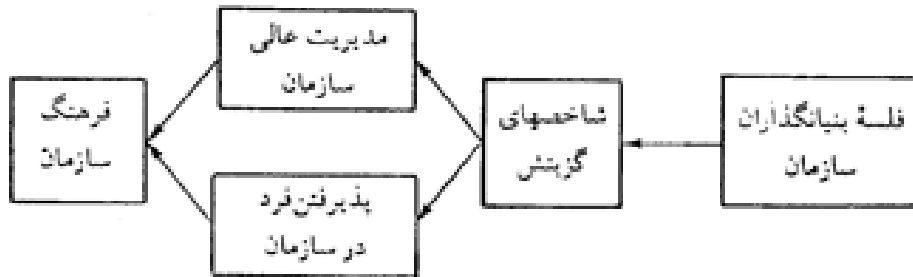 فلسفهٔ بنیانگذاران
سازمان
شاخصهای
گزینش
مدیریت عالی
سازمان
پذیرفتن فرد
در سازمان
فرهنگ
سازمان